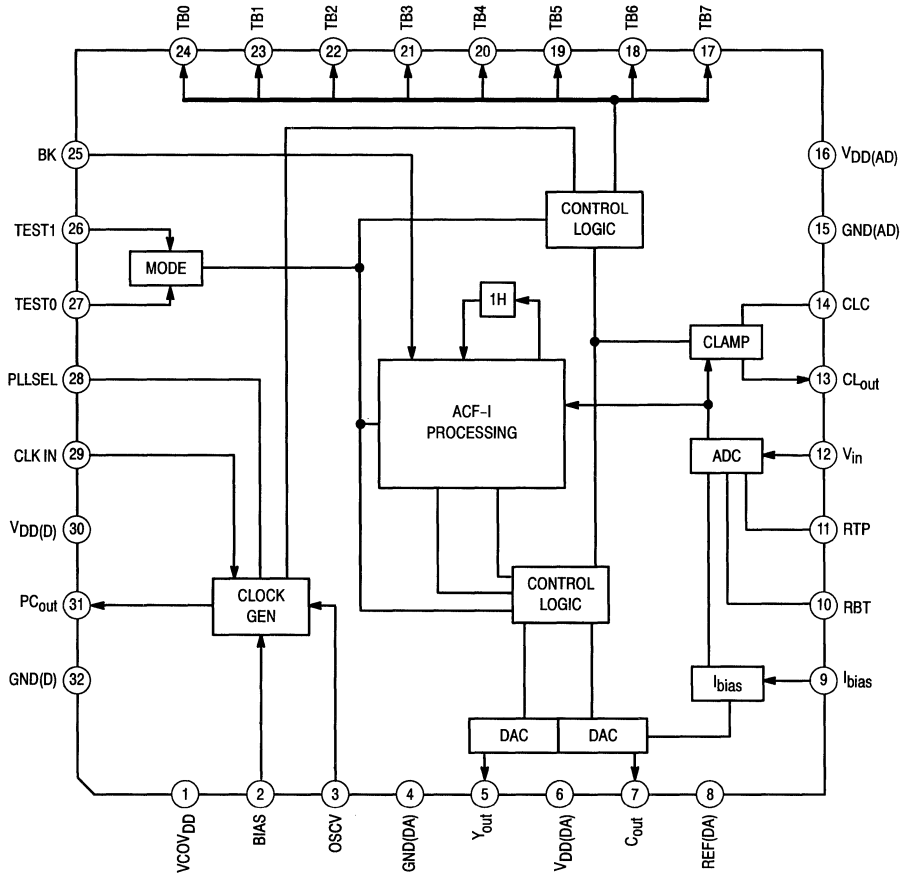 TB0 TB1 TB2 TB3 TB4 TB5 TB6 TB7
24 23 22 21 20 19 18 17
BK 25
16 VDD(AD)
TEST1 26
CONTROL
LOGIC
15 GND(AD)
MODE
TEST0 27
1H
14 CLC
CLAMP
PLLSEL 28
13 CLout
ACF-I
PROCESSING
CLK IN 29
ADC
12 Vin
VDD(D) 30
11 RTP
CLOCK
GEN
CONTROL
LOGIC
PCout 31
10 RBT
GND(D) 32
Ibias
9 Ibias
DAC DAC
1 2 3 4 5 6 7 8
VCOVDD BIAS OSCV GND(DA) Yout VDD(DA) Cout REF(DA)